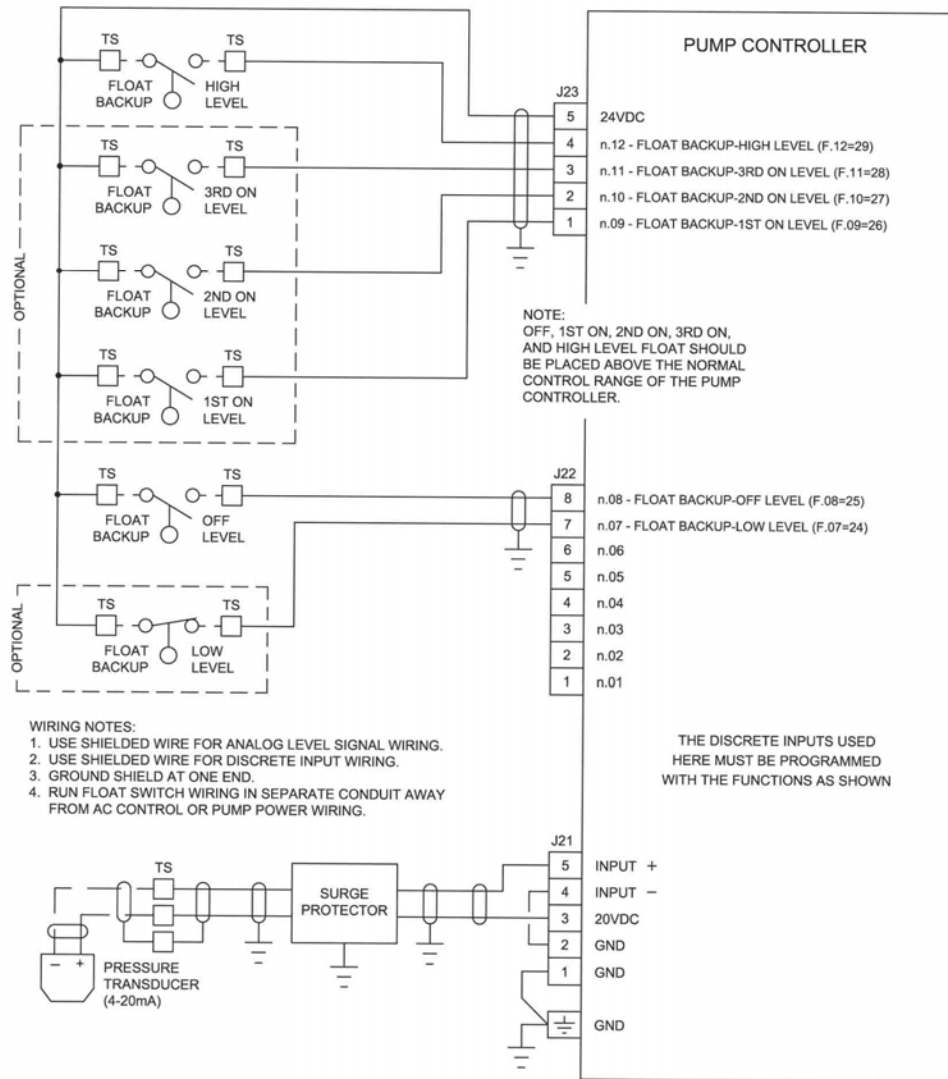 PUMP CONTROLLER
TS TS
FLOAT BACKUP
HIGH LEVEL
TS TS
FLOAT BACKUP
3RD ON LEVEL
TS TS
FLOAT BACKUP
2ND ON LEVEL
TS TS
FLOAT BACKUP
1ST ON LEVEL
OPTIONAL
TS TS
FLOAT BACKUP
OFF LEVEL
TS TS
FLOAT BACKUP
LOW LEVEL
OPTIONAL
J23
5 24VDC
4 n.12 - FLOAT BACKUP-HIGH LEVEL (F.12=29)
3 n.11 - FLOAT BACKUP-3RD ON LEVEL (F.11=28)
2 n.10 - FLOAT BACKUP-2ND ON LEVEL (F.10=27)
1 n.09 - FLOAT BACKUP-1ST ON LEVEL (F.09=26)
NOTE:
OFF, 1ST ON, 2ND ON, 3RD ON,
AND HIGH LEVEL FLOAT SHOULD
BE PLACED ABOVE THE NORMAL
CONTROL RANGE OF THE PUMP
CONTROLLER.
J22
8 n.08 - FLOAT BACKUP-OFF LEVEL (F.08=25)
7 n.07 - FLOAT BACKUP-LOW LEVEL (F.07=24)
6 n.06
5 n.05
4 n.04
3 n.03
2 n.02
1 n.01
WIRING NOTES:
1. USE SHIELDED WIRE FOR ANALOG LEVEL SIGNAL WIRING.
2. USE SHIELDED WIRE FOR DISCRETE INPUT WIRING.
3. GROUND SHIELD AT ONE END.
4. RUN FLOAT SWITCH WIRING IN SEPARATE CONDUIT AWAY
FROM AC CONTROL OR PUMP POWER WIRING.
THE DISCRETE INPUTS USED
HERE MUST BE PROGRAMMED
WITH THE FUNCTIONS AS SHOWN
J21
5 INPUT +
4 INPUT −
3 20VDC
2 GND
1 GND
GND
TS
SURGE
PROTECTOR
− +
PRESSURE
TRANSDUCER
(4-20mA)